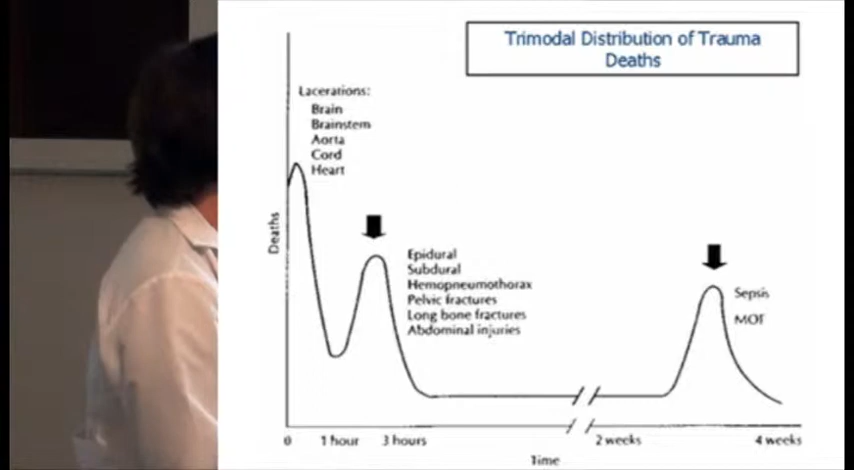 Trimodal Distribution of Trauma
Deaths
Lacerations:
Brain
Brainstem
Aorta
Cord
Heart
Deaths
Epidural
Subdural
Hemopneumothorax
Pelvic fractures
Long bone fractures
Abdominal injuries
Sepsis
MOF
0 1 hour 3 hours 2 weeks 4 weeks
Time